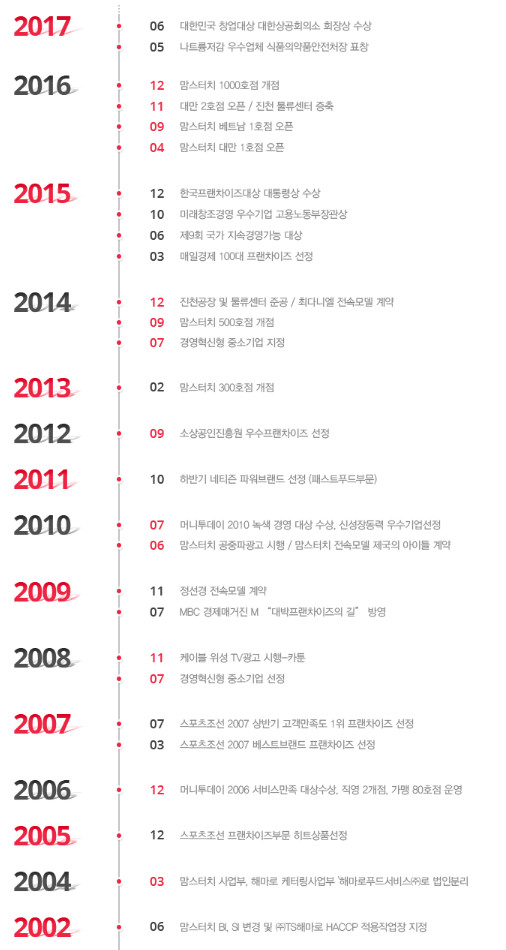 2017 06 대한민국 창업대상 대한상공회의소 회장상 수상
05 나트륨저감 우수업체 식품의약품안전처장 표창
2016 12 맘스터치 1000호점 개점
11 대만 2호점 오픈 / 진천 물류센터 증축
09 맘스터치 베트남 1호점 오픈
04 맘스터치 대만 1호점 오픈
2015 12 한국프랜차이즈대상 대통령상 수상
10 미래창조경영 우수기업 고용노동부장관상
06 제9회 국가 지속경영가능 대상
03 매일경제 100대 프랜차이즈 선정
2014 12 진천공장 및 물류센터 준공 / 최다니엘 전속모델 계약
09 맘스터치 500호점 개점
07 경영혁신형 중소기업 지정
2013 02 맘스터치 300호점 개점
2012 09 소상공인진흥원 우수프랜차이즈 선정
2011 10 하반기 네티즌 파워브랜드 선정 (패스트푸드부문)
2010 07 머니투데이 2010 녹색 경영 대상 수상, 신성장동력 우수기업선정
06 맘스터치 공중파광고 시행 / 맘스터치 전속모델 제국의 아이들 계약
2009 11 정선경 전속모델 계약
07 MBC 경제매거진 M “대박프랜차이즈의 길” 방영
2008 11 케이블 위성 TV광고 시행-카툰
07 경영혁신형 중소기업 선정
2007 07 스포츠조선 2007 상반기 고객만족도 1위 프랜차이즈 선정
03 스포츠조선 2007 베스트브랜드 프랜차이즈 선정
2006 12 머니투데이 2006 서비스만족 대상수상, 직영 2개점, 가맹 80호점 운영
2005 12 스포츠조선 프랜차이즈부문 히트상품선정
2004 03 맘스터치 사업부, 해마로 케터링사업부 '해마로푸드서비스㈜로 법인분리
2002 06 맘스터치 BI, SI 변경 및 ㈜TS해마로 HACCP 적용작업장 지정